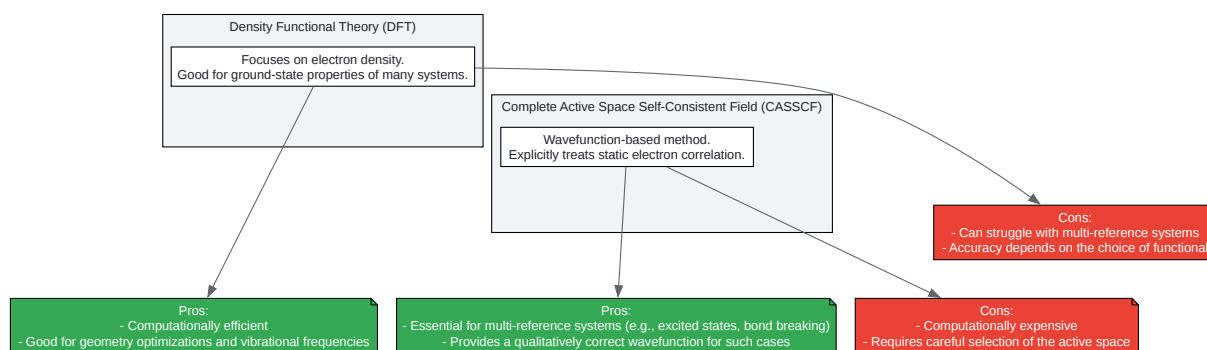 Density Functional Theory (DFT)
Focuses on electron density.
Good for ground-state properties of many systems.
Complete Active Space Self-Consistent Field (CASSCF)
Wavefunction-based method.
Explicitly treats static electron correlation.
Cons:
- Can struggle with multi-reference systems
- Accuracy depends on the choice of functional
Pros:
- Computationally efficient
- Good for geometry optimizations and vibrational frequencies
Pros:
- Essential for multi-reference systems (e.g., excited states, bond breaking)
- Provides a qualitatively correct wavefunction for such cases
Cons:
- Computationally expensive
- Requires careful selection of the active space